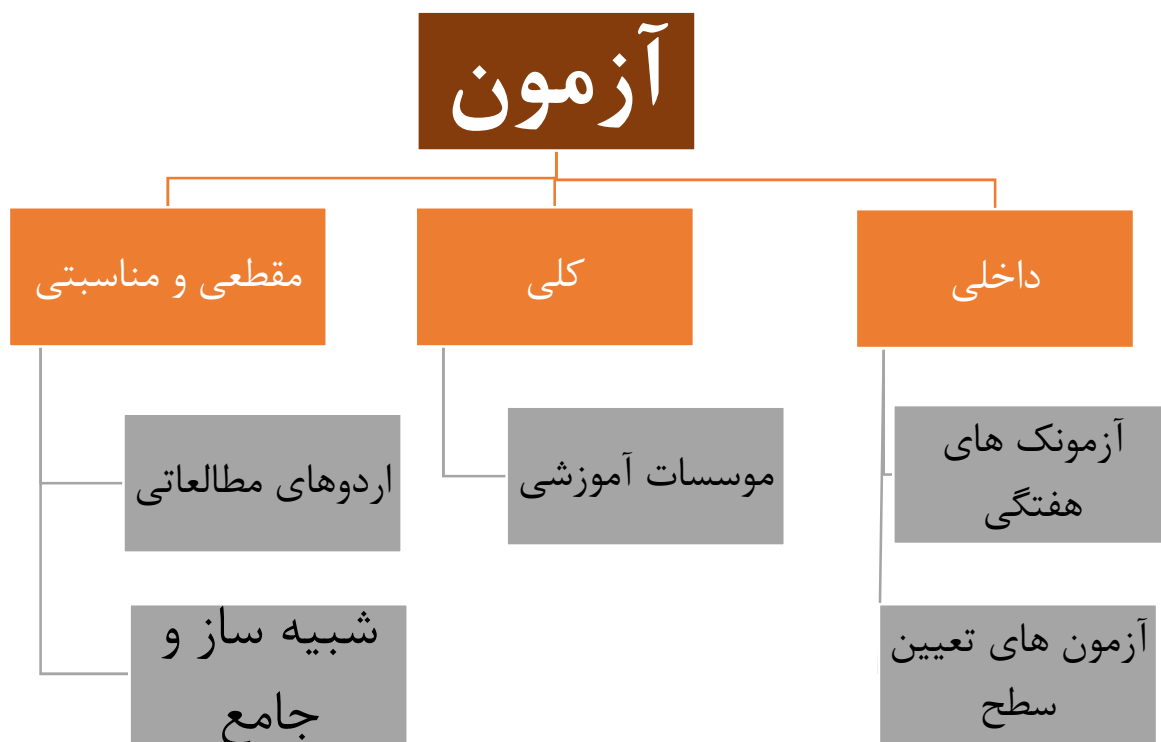 آزمون
داخلی
کلی
مقطعی و مناسبتی
آزمونک های
هفتگی
موسسات آموزشی
اردوهای مطالعاتی
آزمون های تعیین
سطح
شبیه ساز و
جامع